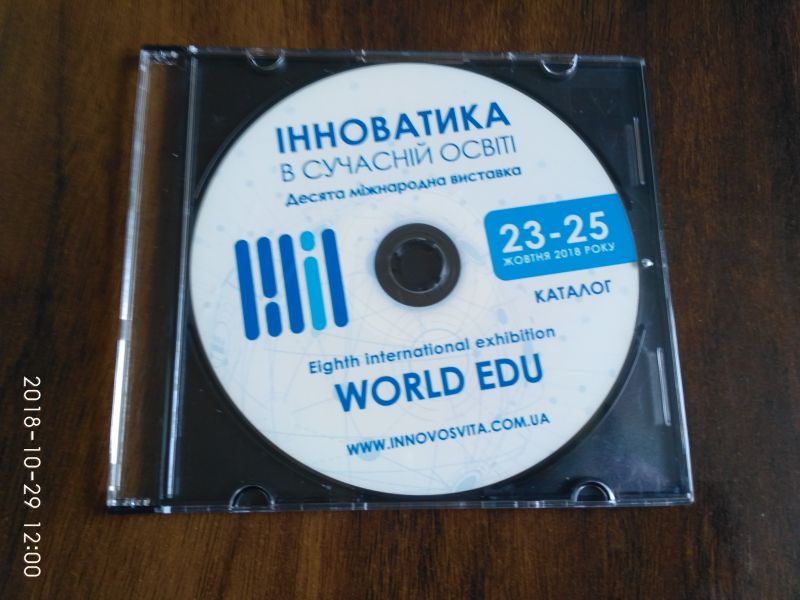 ІННОВАТИКА
В СУЧАСНІЙ ОСВІТІ
Десята міжнародна виставка
23-25
ЖОВТНЯ 2018 РОКУ
КАТАЛОГ
Eighth international exhibition
WORLD EDU
WWW.INNOVOSVITA.COM.UA
2018-10-29 12:00